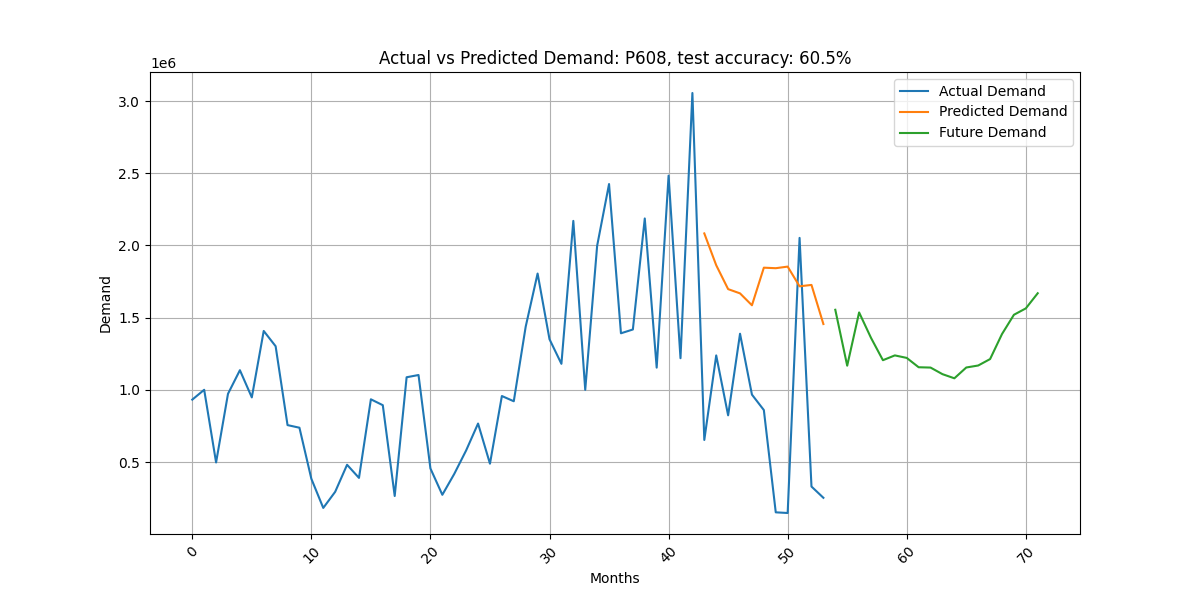 Actual vs Predicted Demand: P608, test accuracy: 60.5%
1e6
Actual Demand
Predicted Demand
Future Demand
3.0
2.5
2.0
1.5
1.0
0.5
Demand
0 10 20 30 40 50 60 70
Months